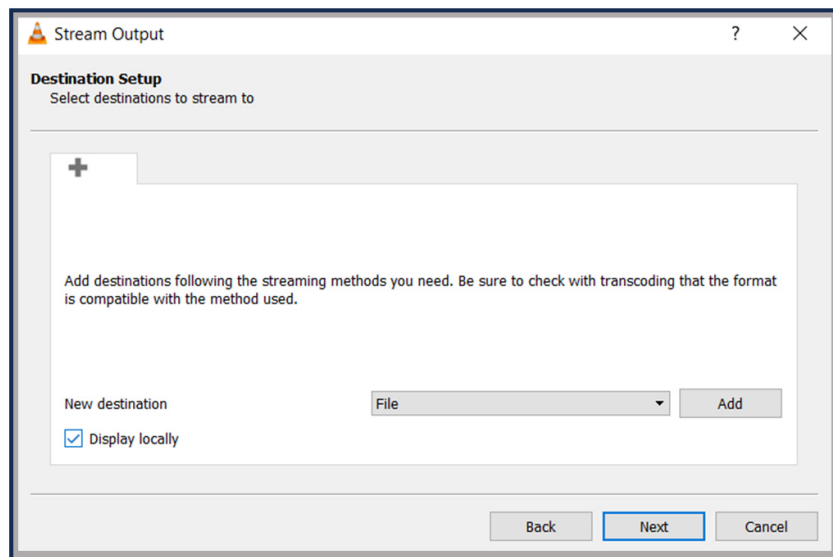 Stream Output
?
Destination Setup
Select destinations to stream to
Add destinations following the streaming methods you need. Be sure to check with transcoding that the format
is compatible with the method used.
New destination File Add
Display locally
Back Next Cancel